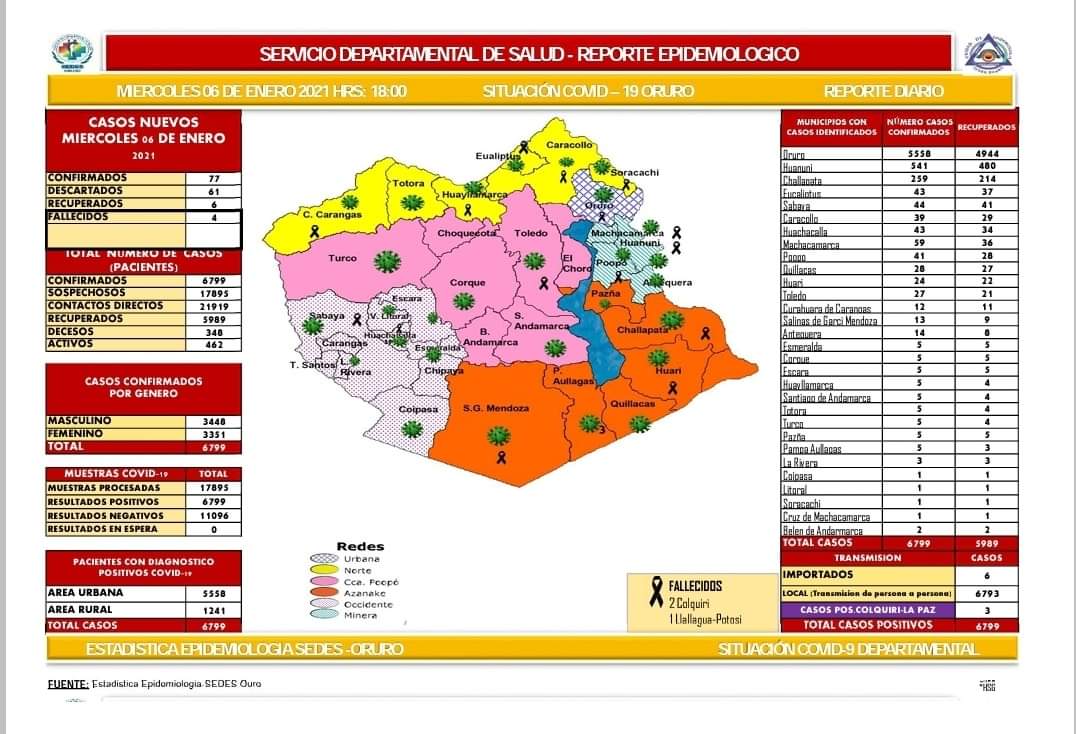 SERVICIO DEPARTAMENTAL DE SALUD - REPORTE EPIDEMIOLOGICO
MIERCOLES 06 DE ENERO 2021 HRS: 18:00 SITUACIÓN COVID – 19 ORURO REPORTE DIARIO
CASOS NUEVOS
MIERCOLES 06 DE ENERO
2021
CONFIRMADOS 77
DESCARTADOS 61
RECUPERADOS 6
FALLECIDOS 4
TOTAL NUMERO DE CASOS
(PACIENTES)
CONFIRMADOS 6799
SOSPECHOSOS 17895
CONTACTOS DIRECTOS 21919
RECUPERADOS 5989
DECESOS 348
ACTIVOS 462
CASOS CONFIRMADOS
POR GENERO
MASCULINO 3448
FEMENINO 3351
TOTAL 6799
MUESTRAS COVID-19 TOTAL
MUESTRAS PROCESADAS 17895
RESULTADOS POSITIVOS 6799
RESULTADOS NEGATIVOS 11096
RESULTADOS EN ESPERA 0
PACIENTES CON DIAGNOSTICO
POSITIVOS COVID-19
AREA URBANA 5558
AREA RURAL 1241
TOTAL CASOS 6799
Caracollo
Eualiptus
Soracachi
Totora
Huayllamarca
C. Carangas
Oruro
Choquecota
Toledo
Machacamarca
Huanuni
Turco
El
Choro
Poopó
Corque
Antequera
Pazña
Escara
Sabaya
V. Litoral
S.
Andamarca
Challapata
Huachacalla
B.
Andamarca
Carangas
Esmeralda
T. Santos
L.
Rivera
Chipaya
P.
Aullagas
Huari
Coipasa
S.G. Mendoza
Quillacas
3
Redes
Urbana
Norte
Cca. Poopó
Azanake
Occidente
Minera
FALLECIDOS
2 Colquiri
1 Llallagua-Potosi
MUNICIPIOS CON CASOS IDENTIFICADOS NÚMERO CASOS CONFIRMADOS RECUPERADOS
Oruro 5558 4944
Huanuni 541 480
Challapata 259 214
Eucaliptus 43 37
Sabaya 44 41
Caracollo 39 29
Huachacalla 43 34
Machacamarca 59 36
Poopo 41 28
Quillacas 28 27
Huari 24 22
Toledo 27 21
Curahuara de Carangas 12 11
Salinas de Garci Mendoza 13 9
Antequera 14 8
Esmeralda 5 5
Corque 5 5
Escara 5 5
Huayllamarca 5 4
Santiago de Andamarca 5 4
Totora 5 4
Turco 5 4
Pazña 5 5
Pampa Aullagas 5 3
La Rivera 3 3
Coipasa 1 1
Litoral 1 1
Soracachi 1 1
Cruz de Machacamarca 1 1
Belen de Andarmarca 2 2
TOTAL CASOS 6799 5989
TRANSMISION CASOS
IMPORTADOS 6
LOCAL (Transmision de persona a persona) 6793
CASOS POS.COLQUIRI-LA PAZ 3
TOTAL CASOS POSITIVOS 6799
ESTADISTICA EPIDEMIOLOGIA SEDES -ORURO SITUACIÓN COVID-9 DEPARTAMENTAL
FUENTE: Estadistica Epidemiologia-SEDES Ouro